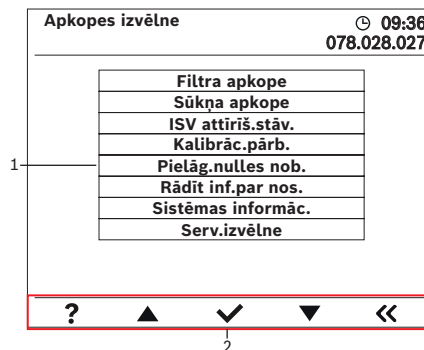 Apkopes izvēlne
09:36
078.028.027
Filtra apkope
Sūkņa apkope
ISV attīrīš.stāv.
Kalibrāc.pārb.
1
Pielāg.nulles nob.
Rādīt inf.par nos.
Sistēmas informāc.
Serv.izvēlne
?
2